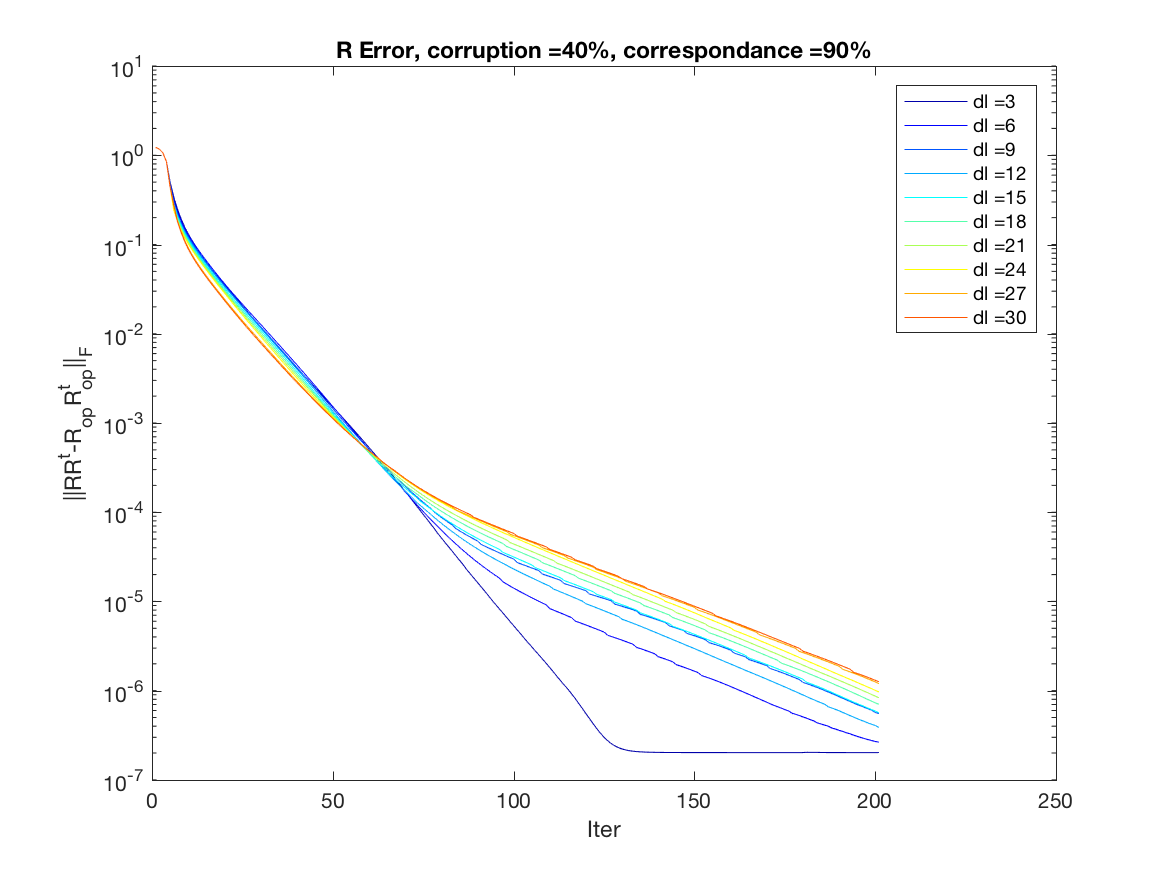 R Error, corruption =40%, correspondance =90%
10^1
10^0
10^-1
10^-2
10^-3
10^-4
10^-5
10^-6
10^-7
||RR^t-R_op R^t_op||_F
dl =3
dl =6
dl =9
dl =12
dl =15
dl =18
dl =21
dl =24
dl =27
dl =30
0 50 100 150 200 250
Iter